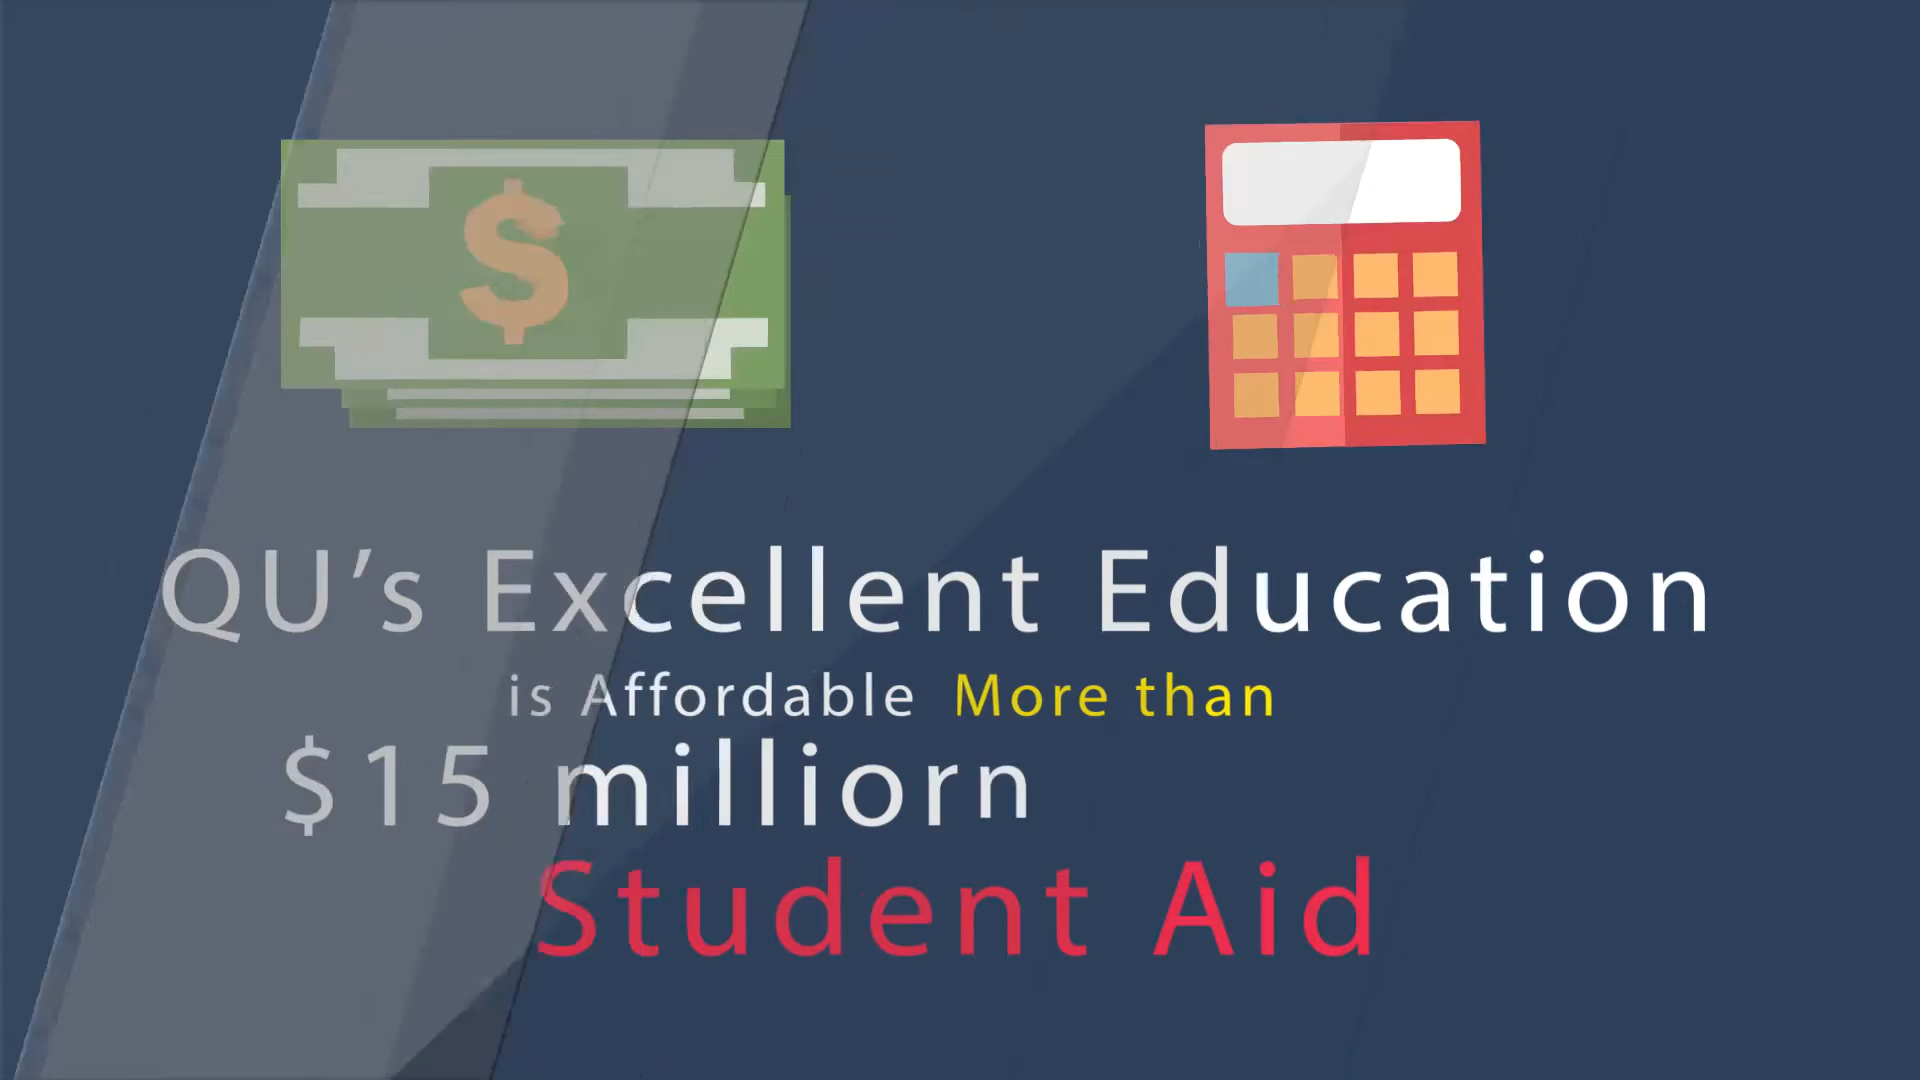 $
QU’s Excellent Education
is Affordable More than
$15 milliorn
Student Aid